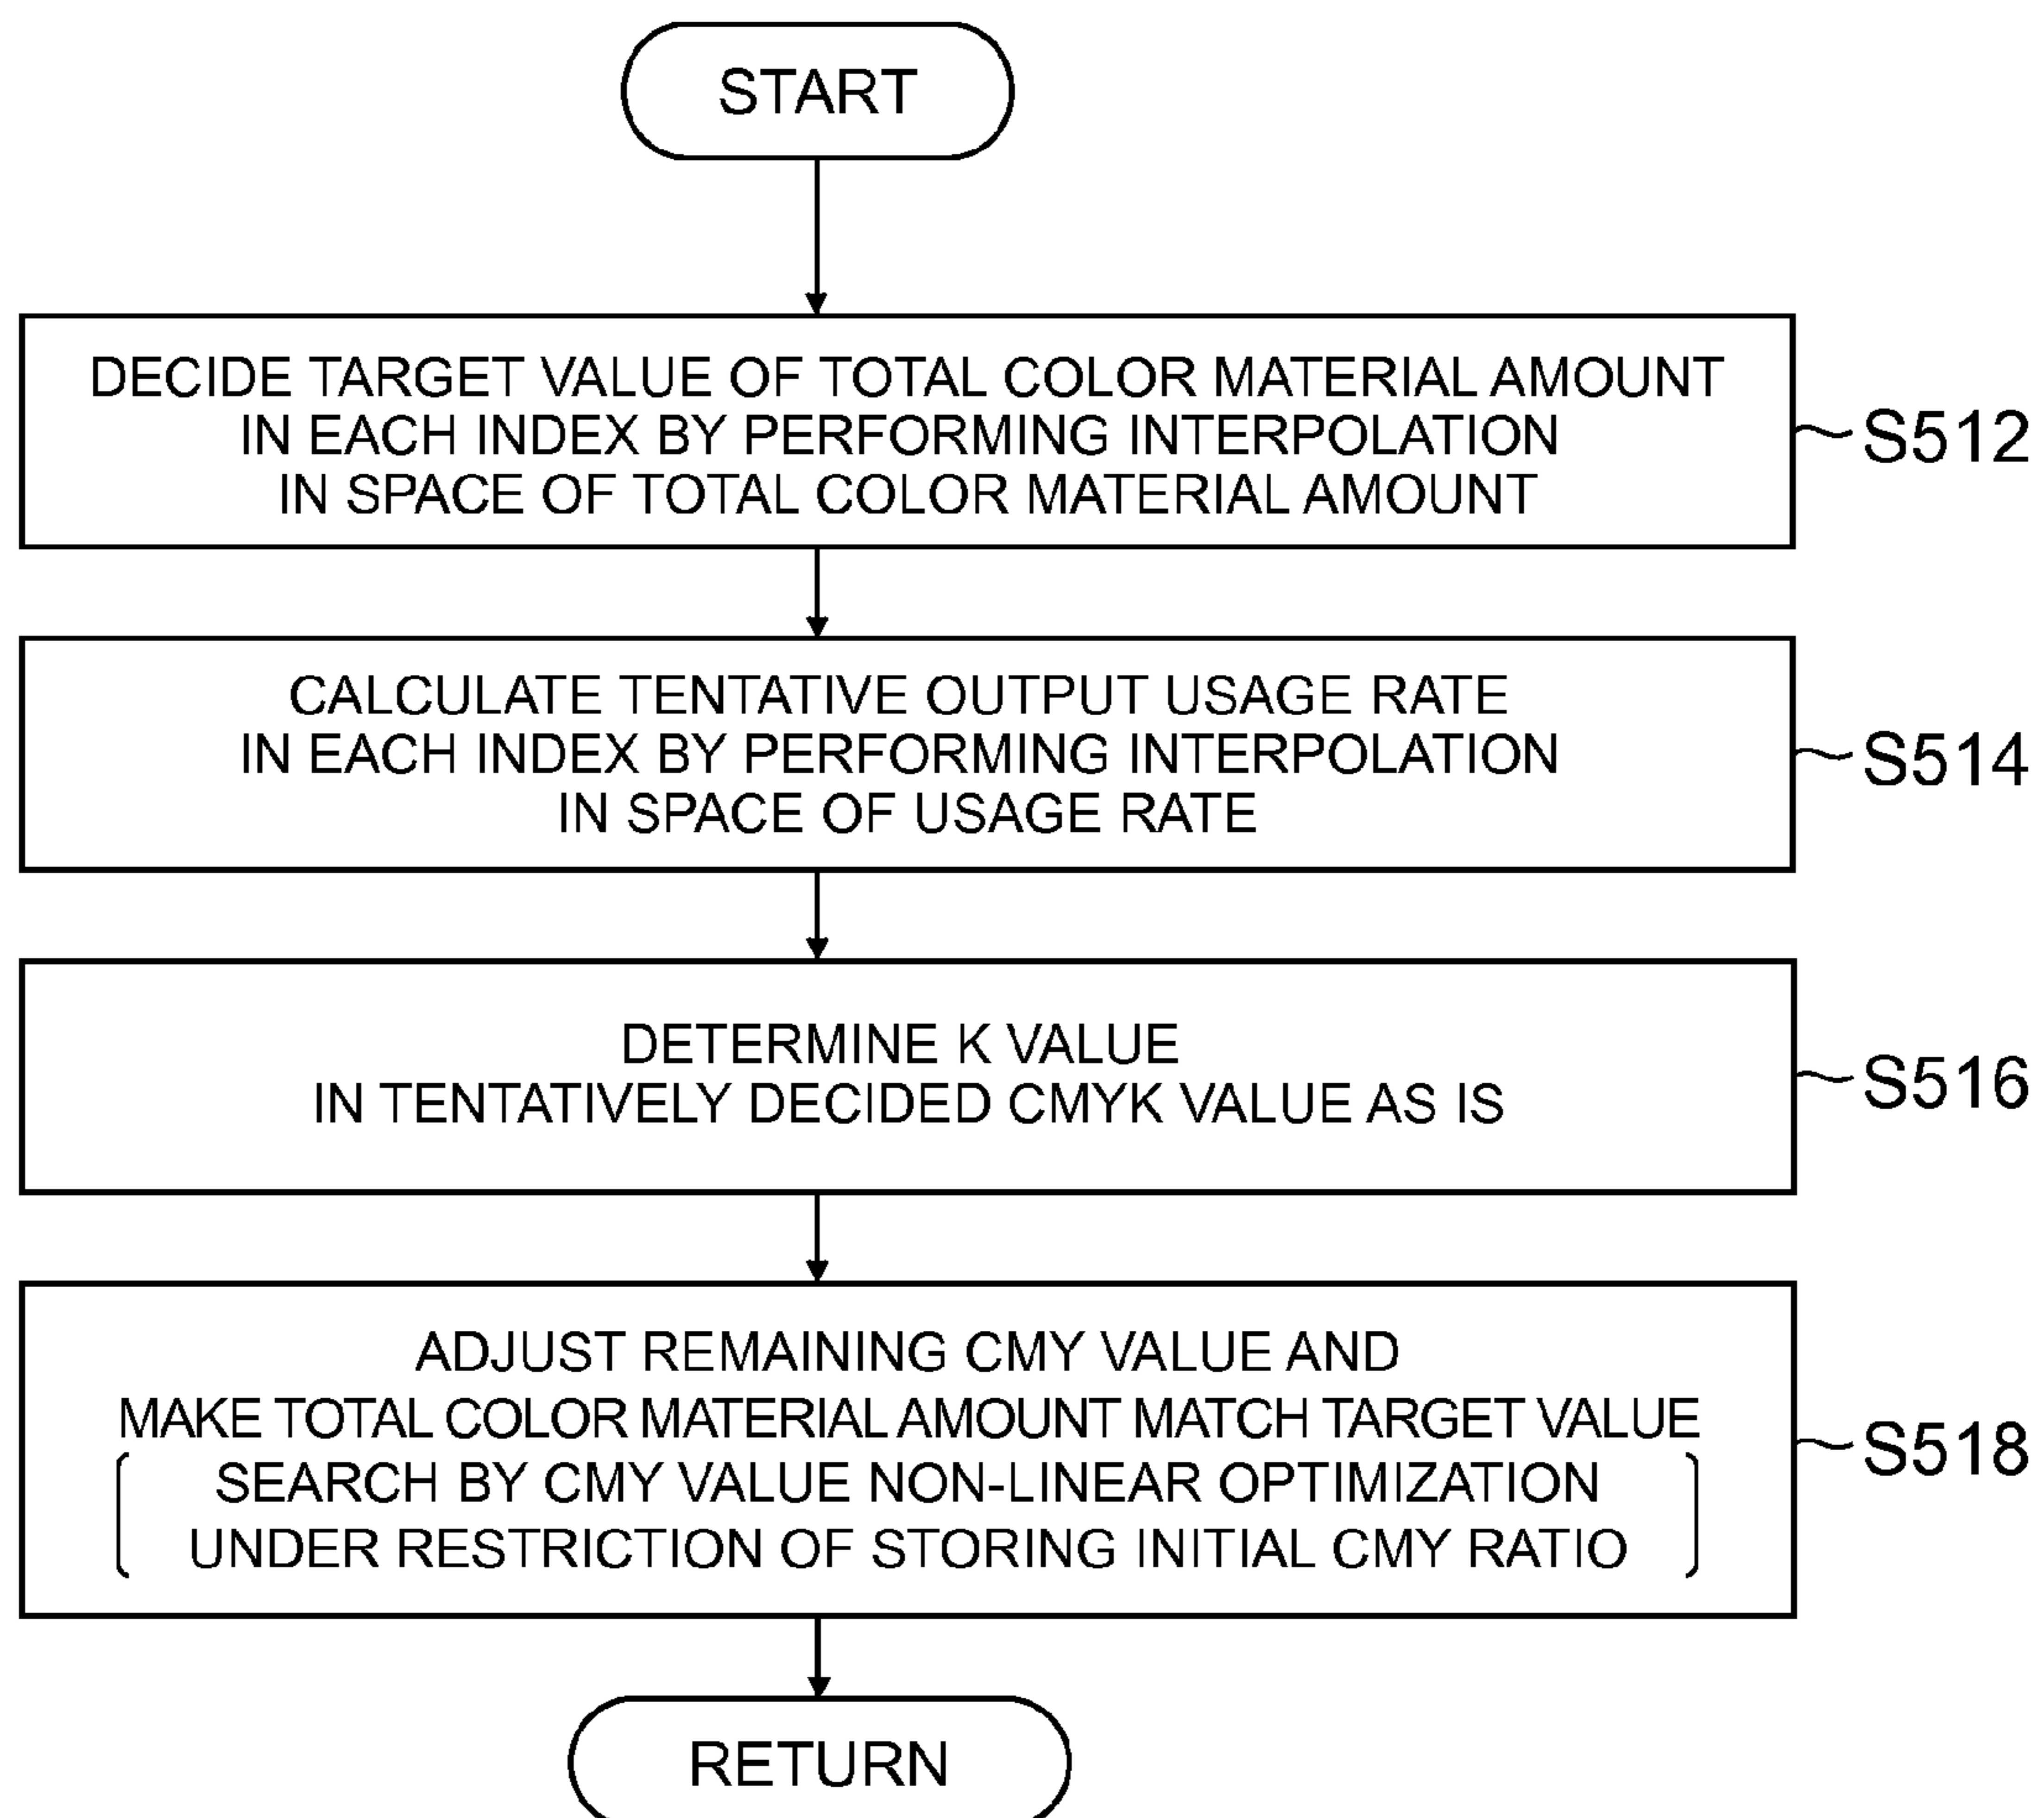 START
DECIDE TARGET VALUE OF TOTAL COLOR MATERIAL AMOUNT
IN EACH INDEX BY PERFORMING INTERPOLATION
IN SPACE OF TOTAL COLOR MATERIAL AMOUNT
S512
CALCULATE TENTATIVE OUTPUT USAGE RATE
IN EACH INDEX BY PERFORMING INTERPOLATION
IN SPACE OF USAGE RATE
S514
DETERMINE K VALUE
IN TENTATIVELY DECIDED CMYK VALUE AS IS
S516
ADJUST REMAINING CMY VALUE AND
MAKE TOTAL COLOR MATERIAL AMOUNT MATCH TARGET VALUE
SEARCH BY CMY VALUE NON-LINEAR OPTIMIZATION
UNDER RESTRICTION OF STORING INITIAL CMY RATIO
S518
RETURN